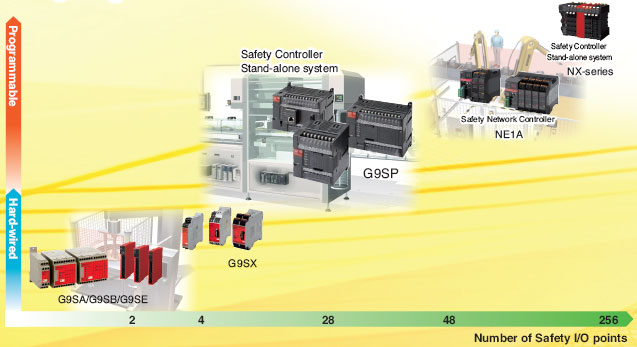 Programmable
Hard-wired
Safety Controller
Stand-alone system
G9SP
Safety Controller
Stand-alone system
NX-series
Safety Network Controller
NE1A
G9SX
G9SA/G9SB/G9SE
2 4 28 48 256
Number of Safety I/O points